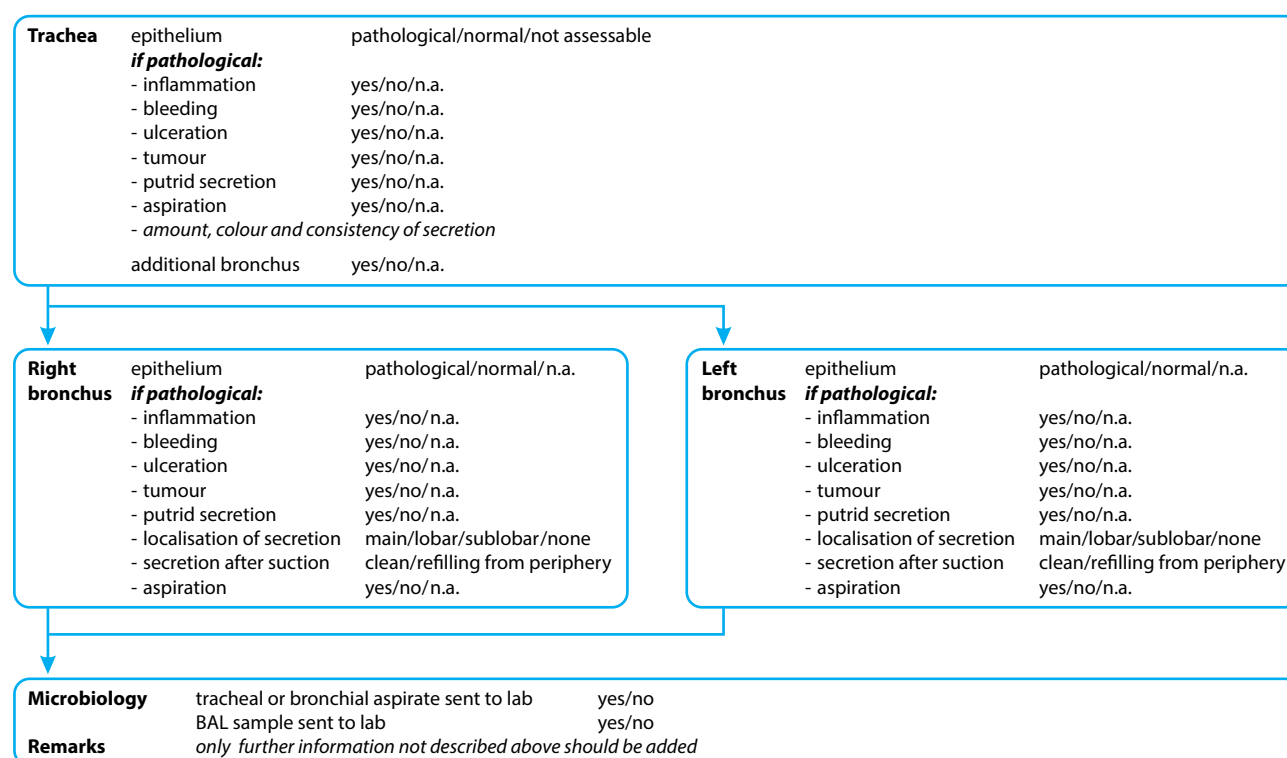 Trachea epithelium pathological/normal/not assessable
if pathological:
- inflammation yes/no/n.a.
- bleeding yes/no/n.a.
- ulceration yes/no/n.a.
- tumour yes/no/n.a.
- putrid secretion yes/no/n.a.
- aspiration yes/no/n.a.
- amount, colour and consistency of secretion
additional bronchus yes/no/n.a.
Right epithelium pathological/normal/n.a.
bronchus if pathological:
- inflammation yes/no/n.a.
- bleeding yes/no/n.a.
- ulceration yes/no/n.a.
- tumour yes/no/n.a.
- putrid secretion yes/no/n.a.
- localisation of secretion main/lobar/sublobar/none
- secretion after suction clean/refilling from periphery
- aspiration yes/no/n.a.
Left epithelium pathological/normal/n.a.
bronchus if pathological:
- inflammation yes/no/n.a.
- bleeding yes/no/n.a.
- ulceration yes/no/n.a.
- tumour yes/no/n.a.
- putrid secretion yes/no/n.a.
- localisation of secretion main/lobar/sublobar/none
- secretion after suction clean/refilling from periphery
- aspiration yes/no/n.a.
Microbiology tracheal or bronchial aspirate sent to lab yes/no
BAL sample sent to lab yes/no
Remarks only further information not described above should be added